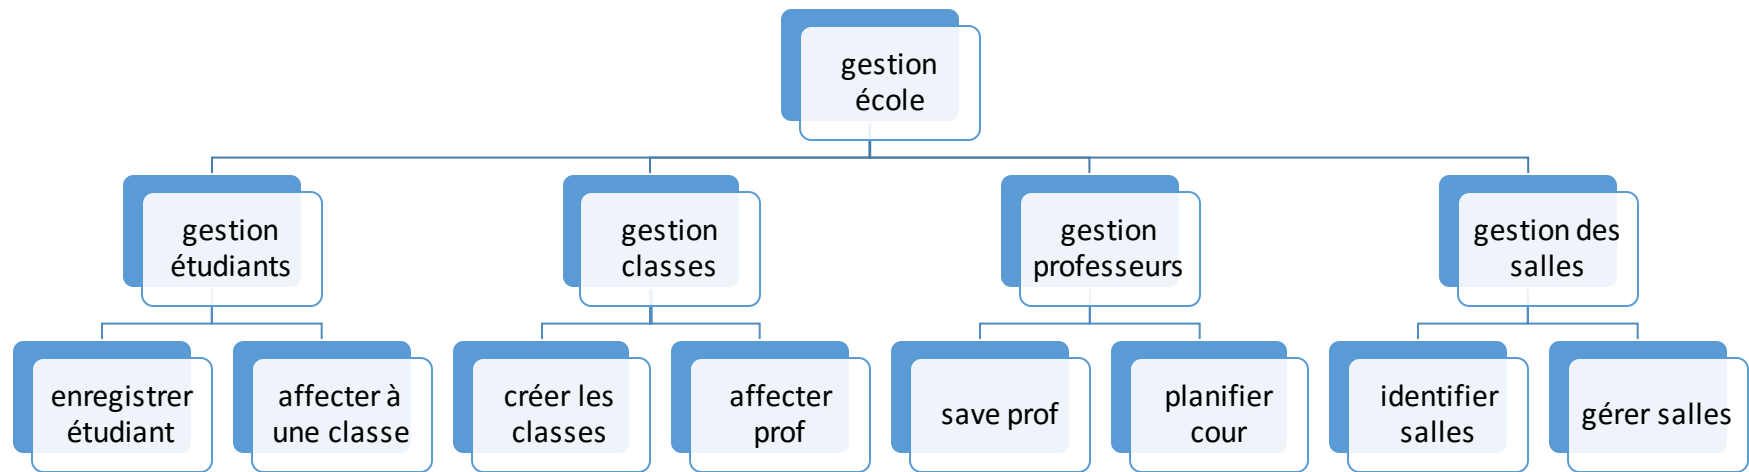 gestion
école
gestion
étudiants
gestion
classes
gestion
professeurs
gestion des
salles
enregistrer
étudiant
affecter à
une classe
créer les
classes
affecter
prof
save prof
planifier
cour
identifier
salles
gérer salles